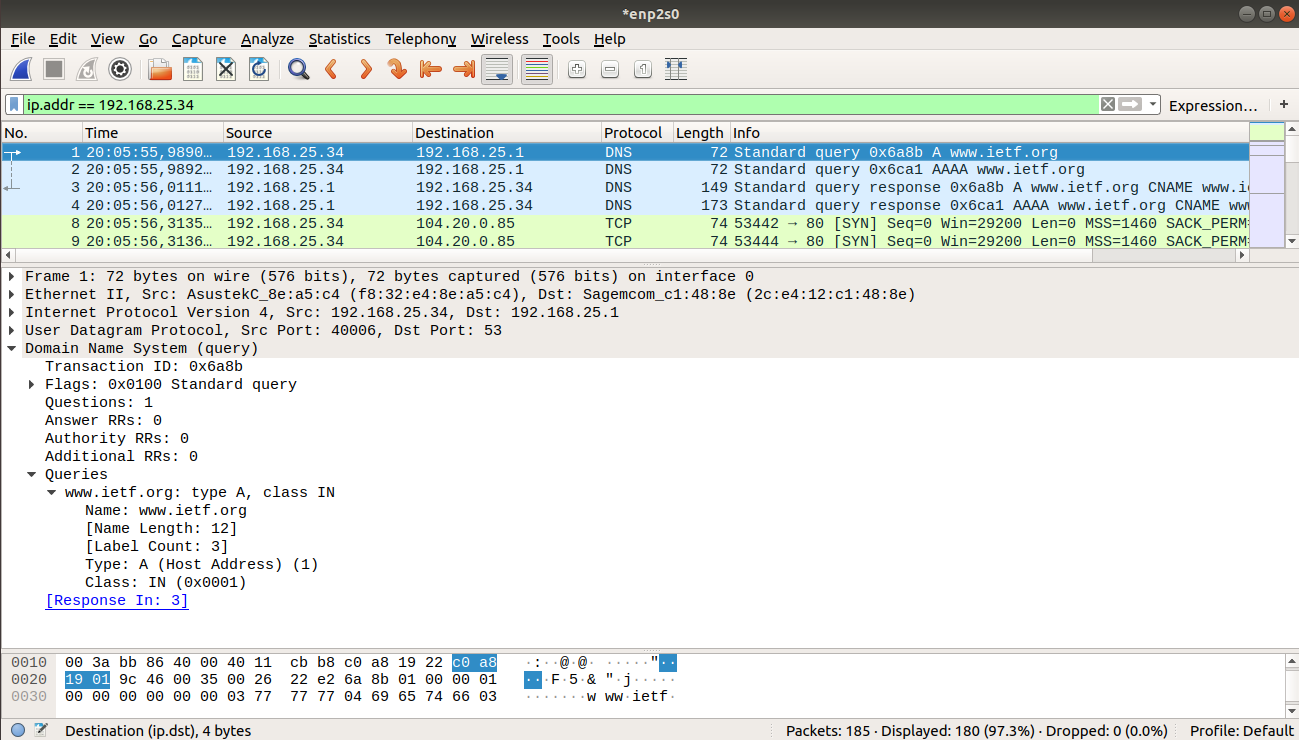 *enp2s0
File Edit View Go Capture Analyze Statistics Telephony Wireless Tools Help
ip.addr == 192.168.25.34 Expression… +
No. Time Source Destination Protocol Length Info
1 20:05:55,9890… 192.168.25.34 192.168.25.1 DNS 72 Standard query 0x6a8b A www.ietf.org
2 20:05:55,9892… 192.168.25.34 192.168.25.1 DNS 72 Standard query 0x6ca1 AAAA www.ietf.org
3 20:05:56,0111… 192.168.25.1 192.168.25.34 DNS 149 Standard query response 0x6a8b A www.ietf.org CNAME www.i
4 20:05:56,0127… 192.168.25.1 192.168.25.34 DNS 173 Standard query response 0x6ca1 AAAA www.ietf.org CNAME
8 20:05:56,3135… 192.168.25.34 104.20.0.85 TCP 74 53442 → 80 [SYN] Seq=0 Win=29200 Len=0 MSS=1460 SACK_PERM=
9 20:05:56,3136… 192.168.25.34 104.20.0.85 TCP 74 53444 → 80 [SYN] Seq=0 Win=29200 Len=0 MSS=1460 SACK_PERM=
Frame 1: 72 bytes on wire (576 bits), 72 bytes captured (576 bits) on interface 0
Ethernet II, Src: AsustekC_8e:a5:c4 (f8:32:e4:8e:a5:c4), Dst: Sagemcom_c1:48:8e (2c:e4:12:c1:48:8e)
Internet Protocol Version 4, Src: 192.168.25.34, Dst: 192.168.25.1
User Datagram Protocol, Src Port: 40006, Dst Port: 53
Domain Name System (query)
Transaction ID: 0x6a8b
Flags: 0x0100 Standard query
Questions: 1
Answer RRs: 0
Authority RRs: 0
Additional RRs: 0
Queries
www.ietf.org: type A, class IN
Name: www.ietf.org
[Name Length: 12]
[Label Count: 3]
Type: A (Host Address) (1)
Class: IN (0x0001)
[Response In: 3]
0010 00 3a bb 86 40 00 40 11 cb b8 c0 a8 19 22 c0 a8 ·:··@·@· ·····"··
0020 19 01 9c 46 00 35 00 26 22 e2 6a 8b 01 00 00 01 ···F·5·& "·j·····
0030 00 00 00 00 00 00 03 77 77 77 04 69 65 74 66 03 ·······w ww·ietf·
Destination (ip.dst), 4 bytes Packets: 185 · Displayed: 180 (97.3%) · Dropped: 0 (0.0%) Profile: Default